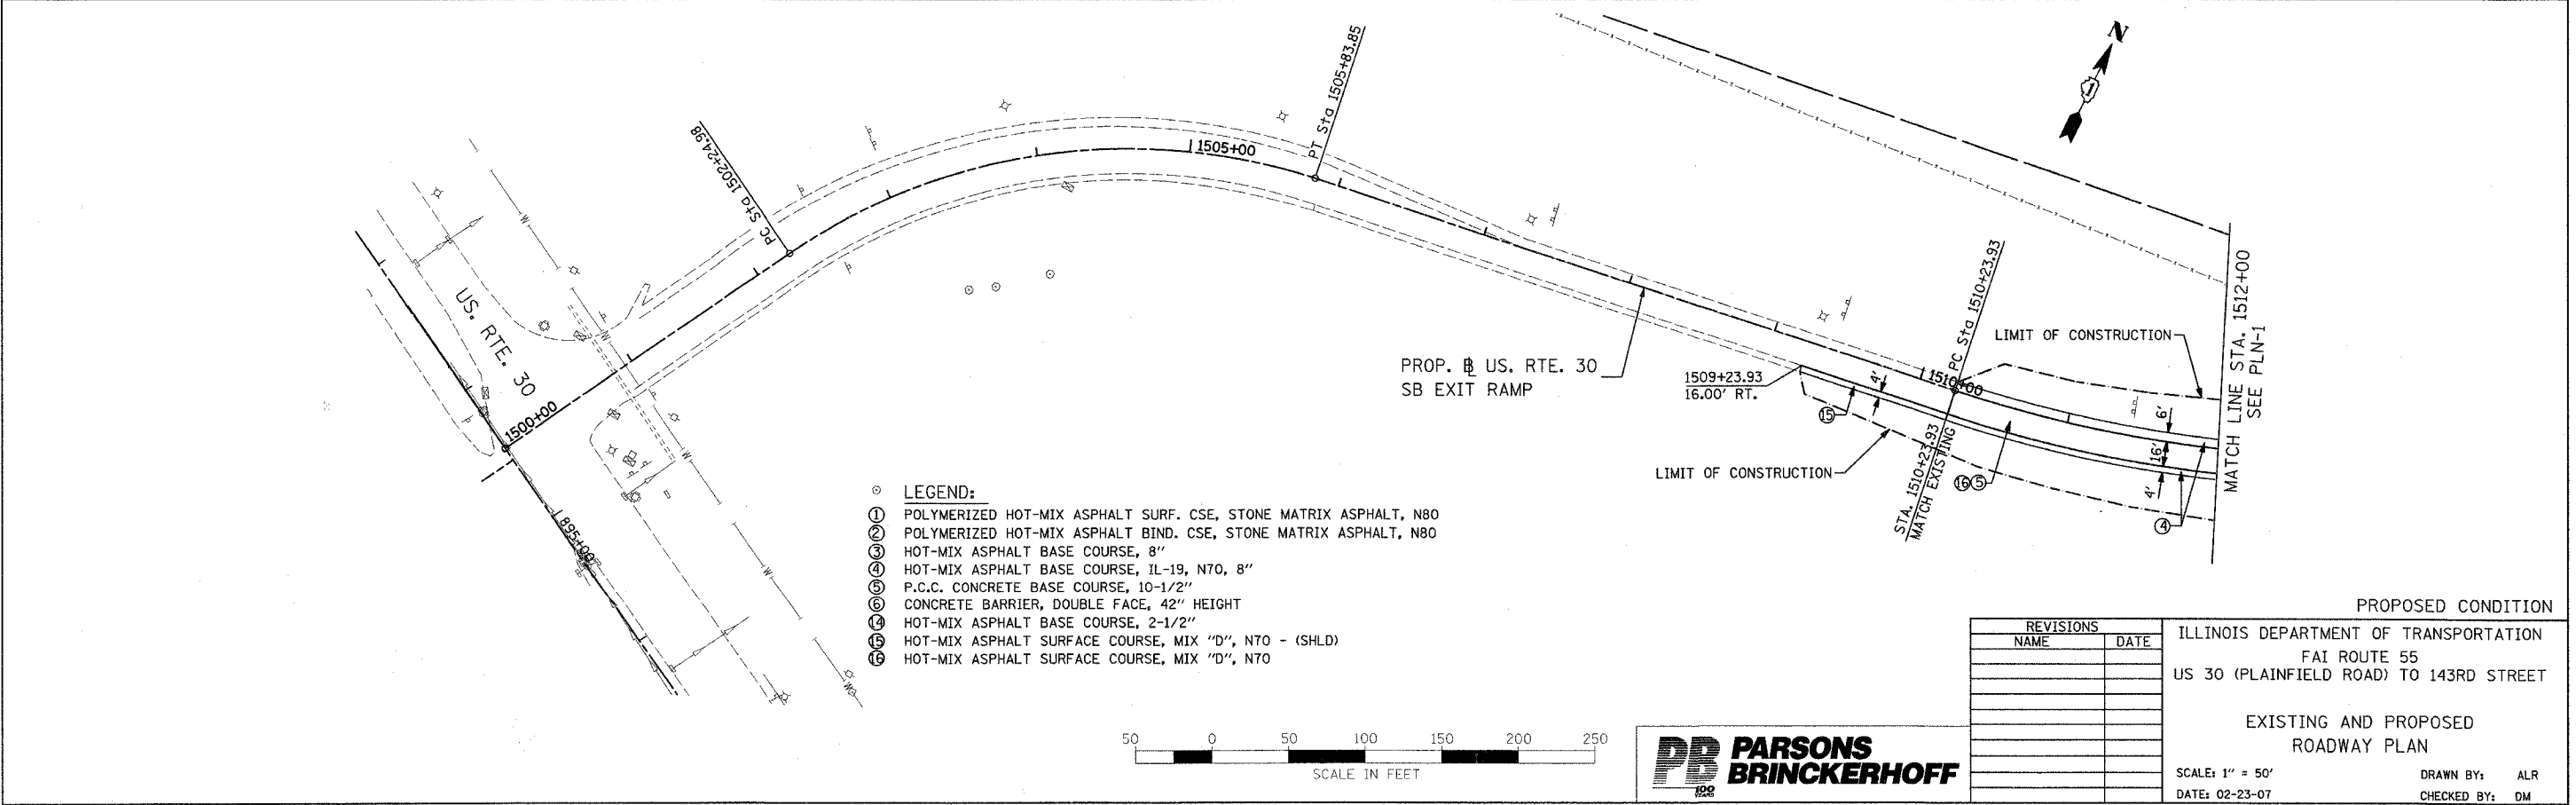 N
1
PC Sta 1502+24.98
1505+00
PT Sta 1505+83.85
US. RTE. 30
1500+00
895+00
W
W
W
W
W
PROP. ⅊ US. RTE. 30
SB EXIT RAMP
1509+23.93
16.00' RT.
4'
15
1510+00
PC Sta 1510+23.93
LIMIT OF CONSTRUCTION
LIMIT OF CONSTRUCTION
STA. 1510+23.93
MATCH EXISTING
16 5
6'
16'
4'
4
MATCH LINE STA. 1512+00
SEE PLN-1
LEGEND:
1 POLYMERIZED HOT-MIX ASPHALT SURF. CSE, STONE MATRIX ASPHALT, N80
2 POLYMERIZED HOT-MIX ASPHALT BIND. CSE, STONE MATRIX ASPHALT, N80
3 HOT-MIX ASPHALT BASE COURSE, 8"
4 HOT-MIX ASPHALT BASE COURSE, IL-19, N70, 8"
5 P.C.C. CONCRETE BASE COURSE, 10-1/2"
6 CONCRETE BARRIER, DOUBLE FACE, 42" HEIGHT
14 HOT-MIX ASPHALT BASE COURSE, 2-1/2"
15 HOT-MIX ASPHALT SURFACE COURSE, MIX "D", N70 - (SHLD)
16 HOT-MIX ASPHALT SURFACE COURSE, MIX "D", N70
50 0 50 100 150 200 250
SCALE IN FEET
PB PARSONS
BRINCKERHOFF
100
YEARS
PROPOSED CONDITION
REVISIONS
NAME DATE
ILLINOIS DEPARTMENT OF TRANSPORTATION
FAI ROUTE 55
US 30 (PLAINFIELD ROAD) TO 143RD STREET
EXISTING AND PROPOSED
ROADWAY PLAN
SCALE: 1" = 50'
DRAWN BY: ALR
DATE: 02-23-07
CHECKED BY: DM